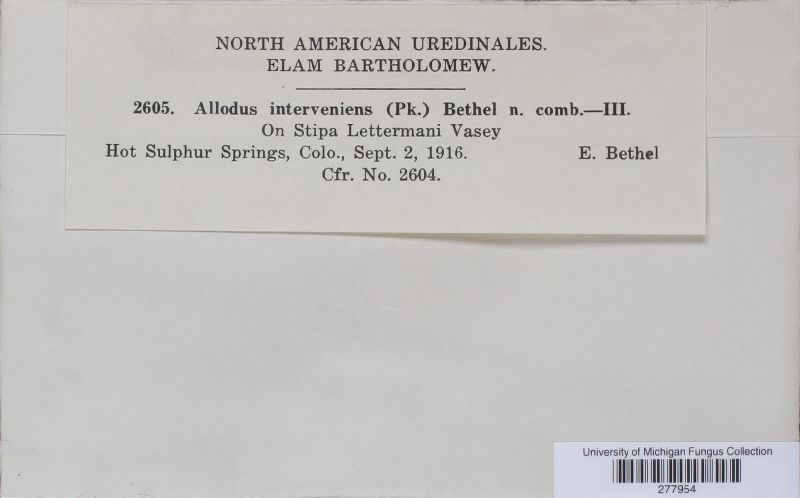 NORTH AMERICAN UREDINALES.
ELAM BARTHOLOMEW.
2605. Allodus interveniens (Pk.) Bethel n. comb.—III.
On Stipa Lettermani Vasey
Hot Sulphur Springs, Colo., Sept. 2, 1916. E. Bethel
Cfr. No. 2604.
University of Michigan Fungus Collection
277954